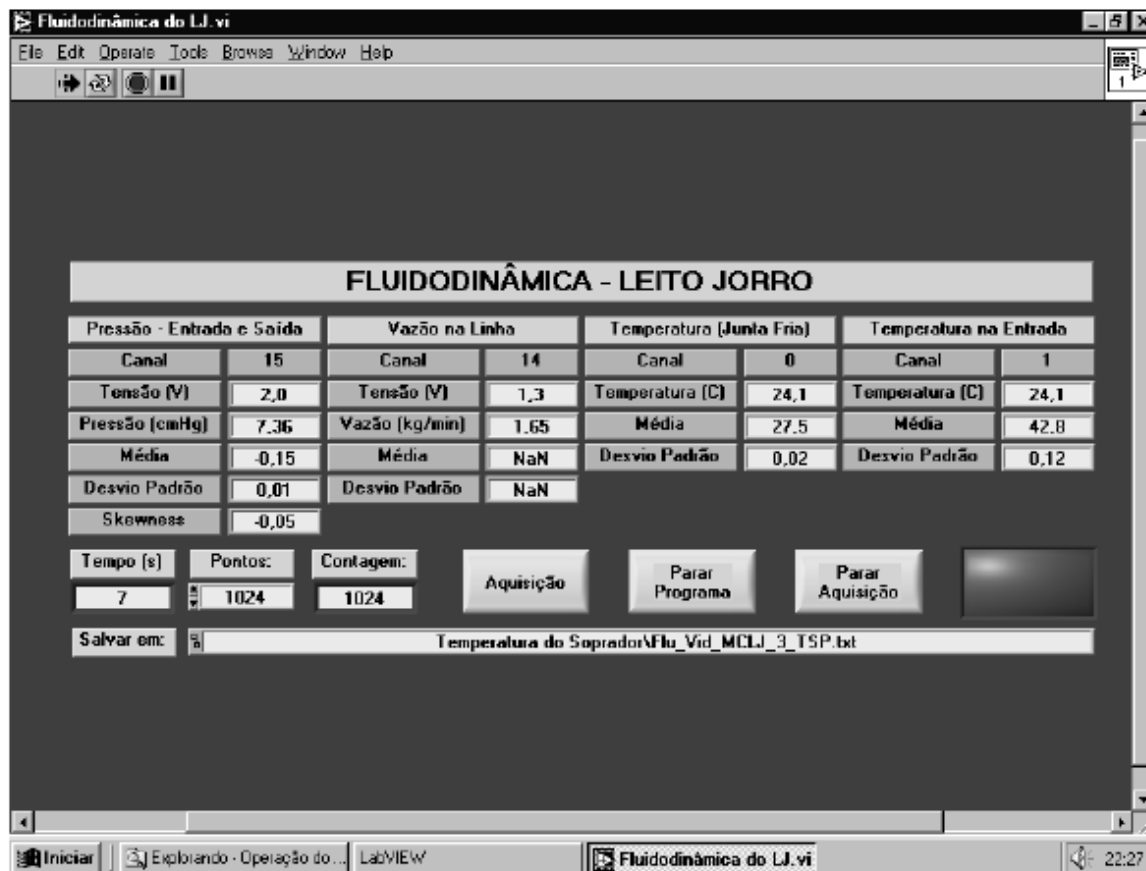 Fluidodinâmica do LJ.vi
File Edit Operate Tools Browse Window Help
1
FLUIDODINÂMICA - LEITO JORRO
Pressão - Entrada e Saída Vazão na Linha Temperatura (Junta Fria) Temperatura na Entrada
Canal 15 Canal 14 Canal 0 Canal 1
Tensão (V) 2,0 Tensão (V) 1,3 Temperatura (C) 24,1 Temperatura (C) 24,1
Pressão (cmHg) 7.36 Vazão (kg/min) 1.65 Média 27.5 Média 42.8
Média -0,15 Média NaN Desvio Padrão 0,02 Desvio Padrão 0,12
Desvio Padrão 0,01 Desvio Padrão NaN
Skewness -0,05
Tempo (s) Pontos: Contagem:
7 1024 1024
Aquisição
Parar
Programa
Parar
Aquisição
Salvar em: Temperatura do Soprador\Flu_Vid_MCLJ_3_TSP.txt
Iniciar Explorando - Operação do... LabVIEW Fluidodinâmica do LJ.vi 22:27